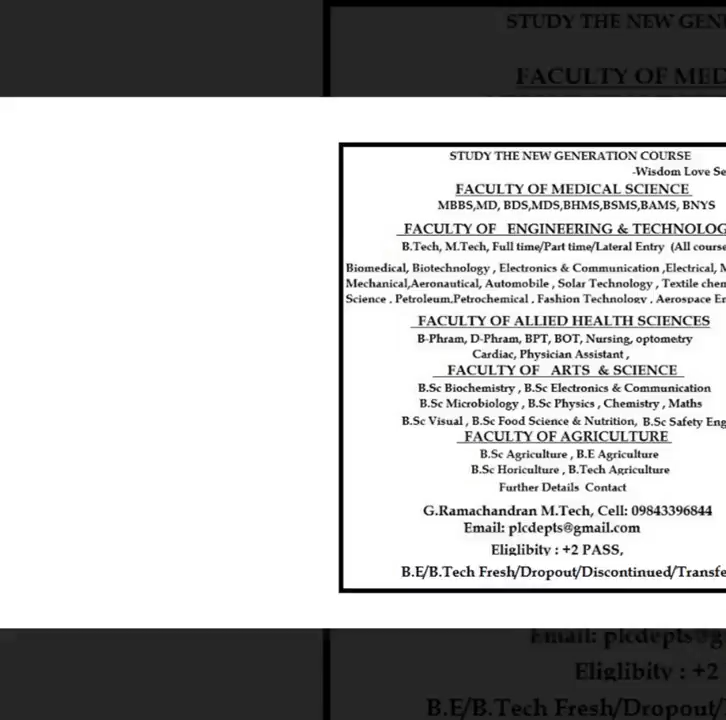 STUDY THE NEW GEN
FACULTY OF MED
STUDY THE NEW GENERATION COURSE
-Wisdom Love Se
FACULTY OF MEDICAL SCIENCE
MBBS,MD, BDS,MDS,BHMS,BSMS,BAMS, BNYS
FACULTY OF ENGINEERING & TECHNOLOG
B.Tech, M.Tech, Full time/Part time/Lateral Entry (All course
Biomedical, Biotechnology , Electronics & Communication ,Electrical, M
Mechanical,Aeronautical, Automobile , Solar Technology , Textile chem
Science , Petroleum,Petrochemical , Fashion Technology , Aerospace En
FACULTY OF ALLIED HEALTH SCIENCES
B-Phram, D-Phram, BPT, BOT, Nursing, optometry
Cardiac, Physician Assistant ,
FACULTY OF ARTS & SCIENCE
B.Sc Biochemistry , B.Sc Electronics & Communication
B.Sc Microbiology , B.Sc Physics , Chemistry , Maths
B.Sc Visual , B.Sc Food Science & Nutrition, B.Sc Safety Eng
FACULTY OF AGRICULTURE
B.Sc Agriculture , B.E Agriculture
B.Sc Horiculture , B.Tech Agriculture
Further Details Contact
G.Ramachandran M.Tech, Cell: 09843396844
Email: plcdepts@gmail.com
Eliglibity : +2 PASS,
B.E/B.Tech Fresh/Dropout/Discontinued/Transfe
Email: plcdepts@g
Eliglibity : +2
B.E/B.Tech Fresh/Dropout/